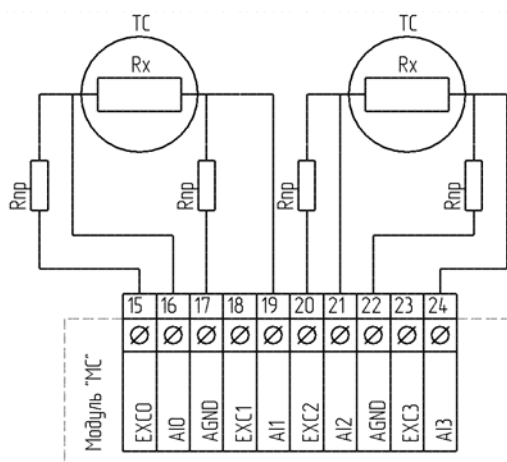 TC TC
Rx Rx
Rпр Rпр Rпр Rпр
15 16 17 18 19 20 21 22 23 24
Модуль "МС"
EXC0
AI0
AGND
EXC1
AI1
EXC2
AI2
AGND
EXC3
AI3